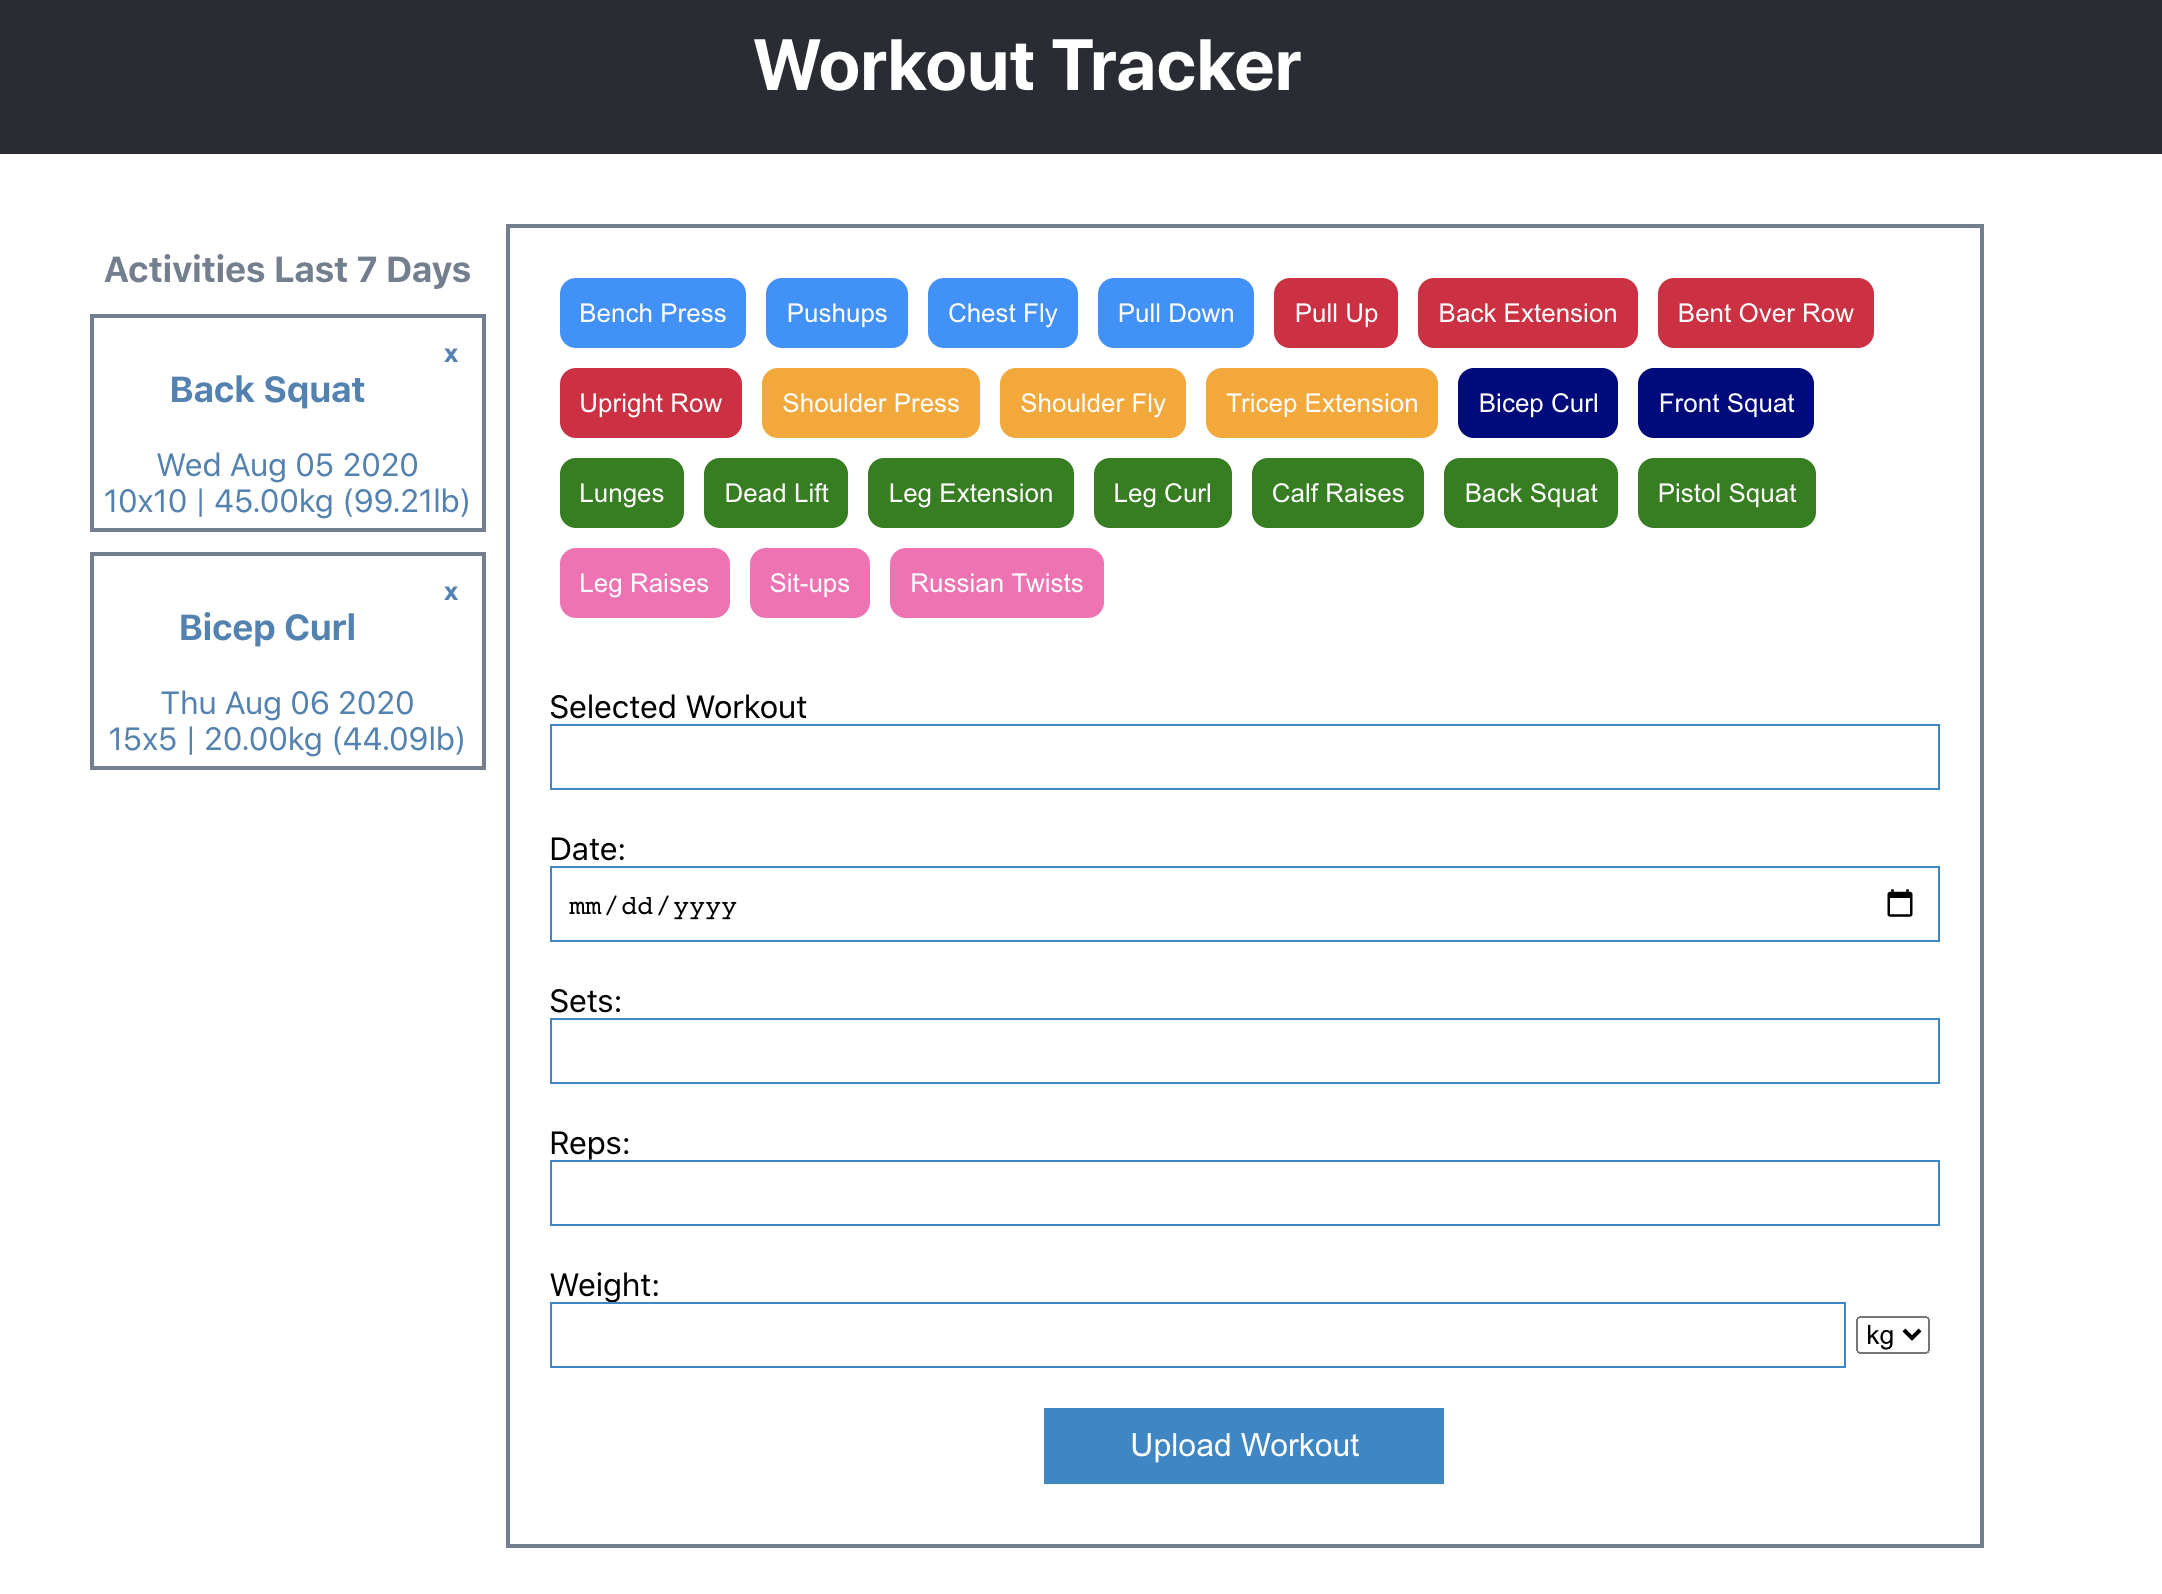 Workout Tracker
Activities Last 7 Days
x
Back Squat
Wed Aug 05 2020
10x10 | 45.00kg (99.21lb)
x
Bicep Curl
Thu Aug 06 2020
15x5 | 20.00kg (44.09lb)
Bench Press Pushups Chest Fly Pull Down Pull Up Back Extension Bent Over Row
Upright Row Shoulder Press Shoulder Fly Tricep Extension Bicep Curl Front Squat
Lunges Dead Lift Leg Extension Leg Curl Calf Raises Back Squat Pistol Squat
Leg Raises Sit-ups Russian Twists
Selected Workout
Date:
mm/dd/yyyy
Sets:
Reps:
Weight:
kg
Upload Workout